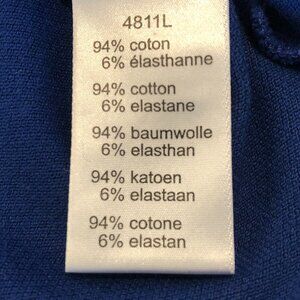 4811L
94% coton
6% élasthanne
94% cotton
6% elastane
94% baumwolle
6% elasthan
94% katoen
6% elastaan
94% cotone
6% elastan